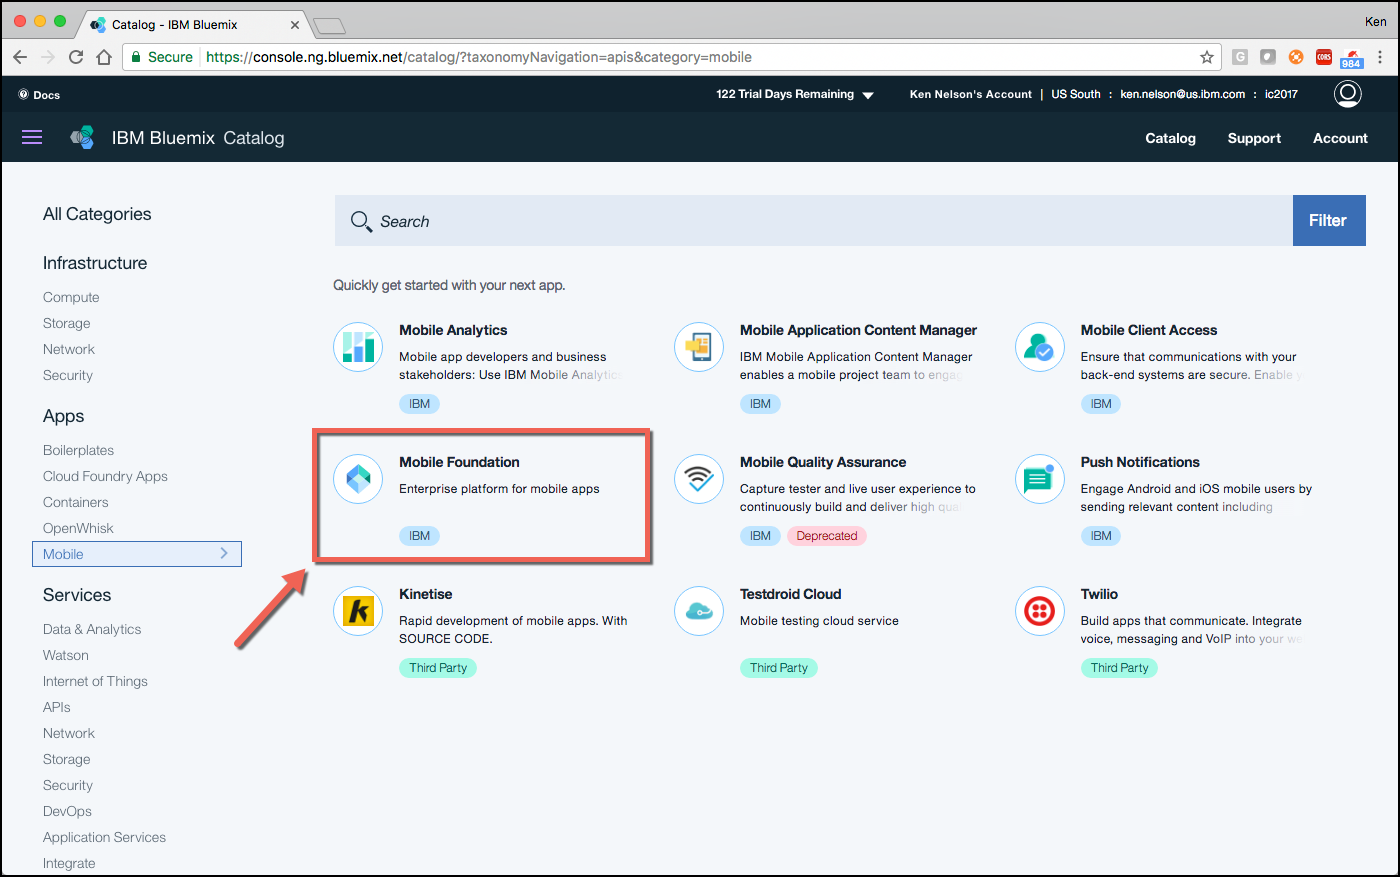 Catalog - IBM Bluemix
Ken
Secure
https://console.ng.bluemix.net/catalog/?taxonomyNavigation=apis&category=mobile
G
CORS
984
Docs
122 Trial Days Remaining
Ken Nelson's Account | US South : ken.nelson@us.ibm.com : ic2017
IBM Bluemix Catalog
Catalog
Support
Account
All Categories
Infrastructure
Compute
Storage
Network
Security
Apps
Boilerplates
Cloud Foundry Apps
Containers
OpenWhisk
Mobile
Services
Data & Analytics
Watson
Internet of Things
APIs
Network
Storage
Security
DevOps
Application Services
Integrate
Search
Filter
Quickly get started with your next app.
Mobile Analytics
Mobile app developers and business
stakeholders: Use IBM Mobile Analytics
IBM
Mobile Application Content Manager
IBM Mobile Application Content Manager
enables a mobile project team to engag
IBM
Mobile Client Access
Ensure that communications with your
back-end systems are secure. Enable y
IBM
Mobile Foundation
Enterprise platform for mobile apps
IBM
Mobile Quality Assurance
Capture tester and live user experience to
continuously build and deliver high qua
IBM
Deprecated
Push Notifications
Engage Android and iOS mobile users by
sending relevant content including
IBM
k
Kinetise
Rapid development of mobile apps. With
SOURCE CODE.
Third Party
Testdroid Cloud
Mobile testing cloud service
Third Party
Twilio
Build apps that communicate. Integrate
voice, messaging and VoIP into your we
Third Party